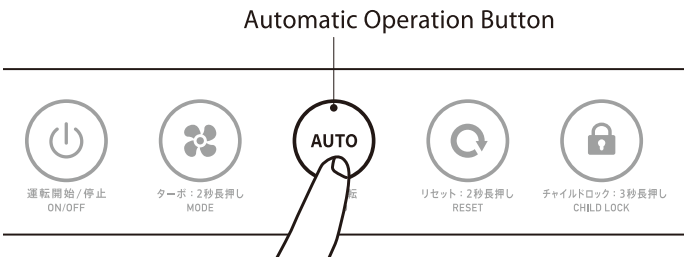 Automatic Operation Button
AUTO
運転開始/停止
ON/OFF
ターボ：2秒長押し
MODE
転
リセット：2秒長押し
RESET
チャイルドロック：3秒長押し
CHILD LOCK